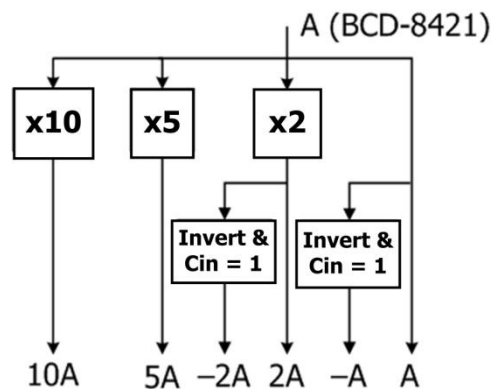 A (BCD-8421)
x10
x5
x2
Invert &
Cin = 1
Invert &
Cin = 1
10A
5A
–2A
2A
–A
A